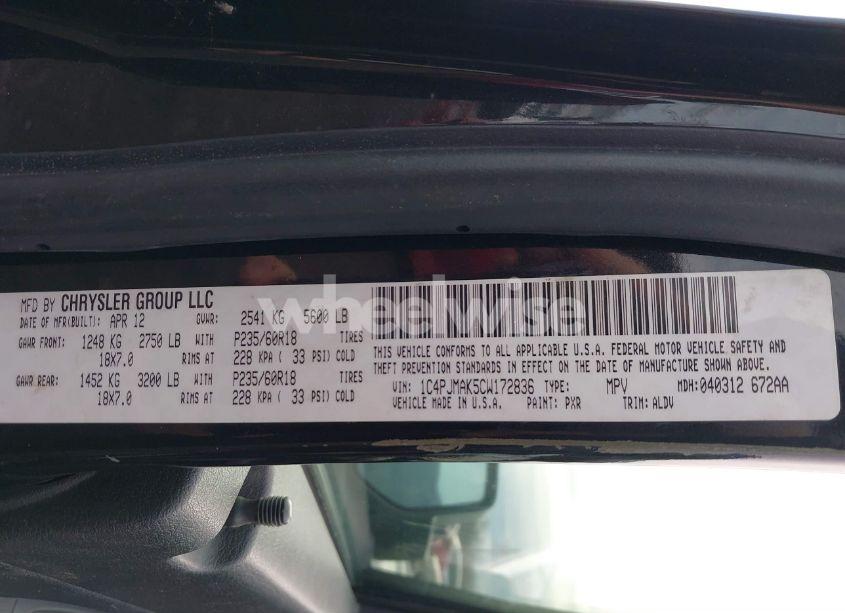 MFD BY CHRYSLER GROUP LLC
DATE OF MFR(BUILT): APR 12 GVWR: 2541 KG 5600 LB
GAWR FRONT: 1248 KG 2750 LB WITH P235/60R18 TIRES
18X7.0 RIMS AT 228 KPA ( 33 PSI) COLD
GAWR REAR: 1452 KG 3200 LB WITH P235/60R18 TIRES
18X7.0 RIMS AT 228 KPA ( 33 PSI) COLD
THIS VEHICLE CONFORMS TO ALL APPLICABLE U.S.A. FEDERAL MOTOR VEHICLE SAFETY AND
THEFT PREVENTION STANDARDS IN EFFECT ON THE DATE OF MANUFACTURE SHOWN ABOVE.
VIN: 1C4PJMAK5CW172836 TYPE: MPV MDH:040312 672AA
VEHICLE MADE IN U.S.A. PAINT: PXR TRIM: ALDV
wheelwise